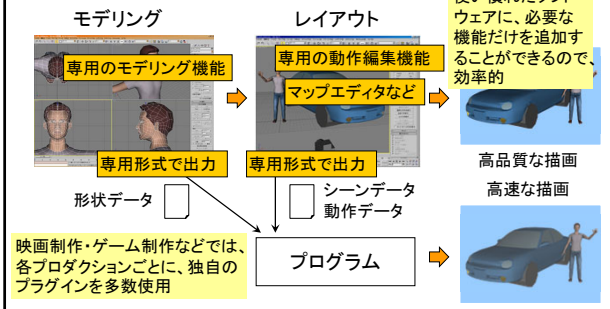 モデリング
レイアウト
ウェアに、必要な
機能だけを追加す
ることができるので、
効率的
専用のモデリング機能
専用の動作編集機能
マップエディタなど
専用形式で出力
専用形式で出力
高品質な描画
高速な描画
形状データ
シーンデータ
動作データ
映画制作・ゲーム制作などでは、
各プロダクションごとに、独自の
プラグインを多数使用
プログラム